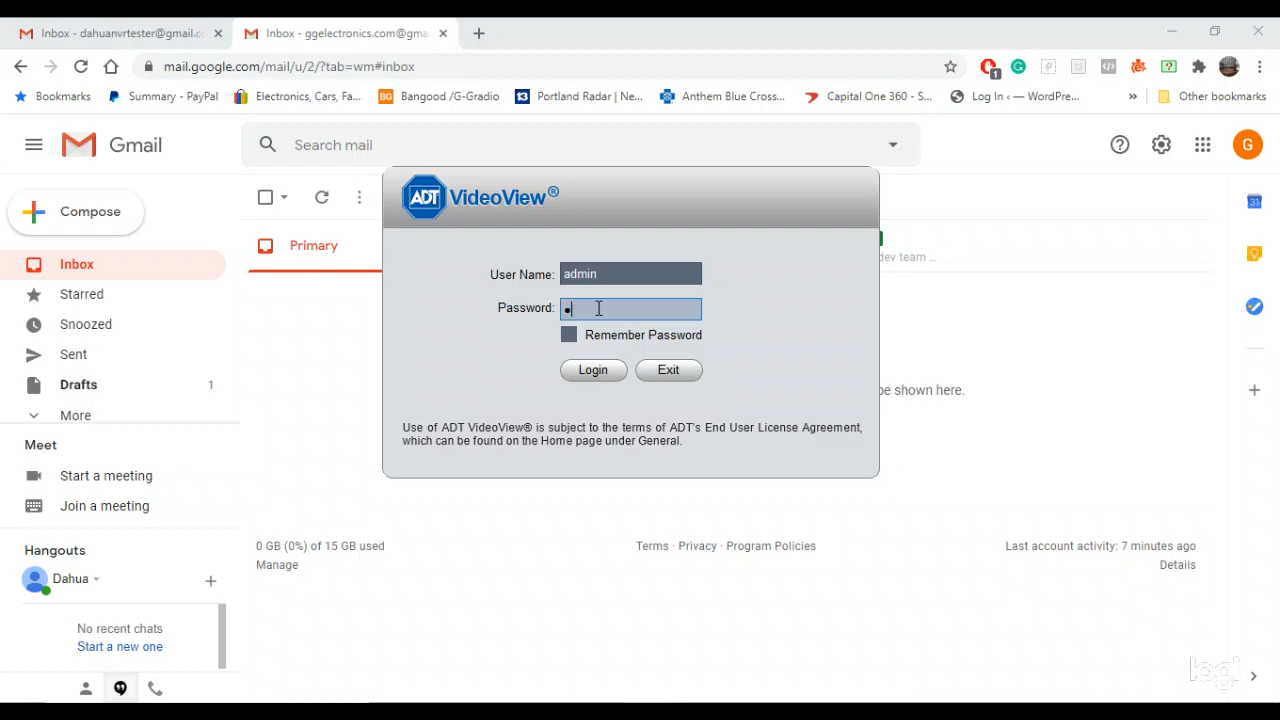 Inbox - dahuanvrtester@gmail.c
Inbox - ggelectronics.com@gma
mail.google.com/mail/u/2/?tab=wm#inbox
1
Bookmarks
Summary - PayPal
Electronics, Cars, Fa...
BG Bangood /G-Gradio
13 Portland Radar | Ne...
Anthem Blue Cross...
Capital One 360 - S...
Log In ‹ — WordPre...
»
Other bookmarks
Gmail
Search mail
G
Compose
ADT VideoView®
31
Primary
Inbox
dev team ...
User Name: admin
Starred
Password:
Snoozed
Remember Password
Sent
Login
Exit
Drafts 1
be shown here.
More
Use of ADT VideoView® is subject to the terms of ADT's End User License Agreement,
which can be found on the Home page under General.
Meet
Start a meeting
Join a meeting
Hangouts
0 GB (0%) of 15 GB used
Terms · Privacy · Program Policies
Last account activity: 7 minutes ago
Manage
Details
Dahua
No recent chats
Start a new one
logi